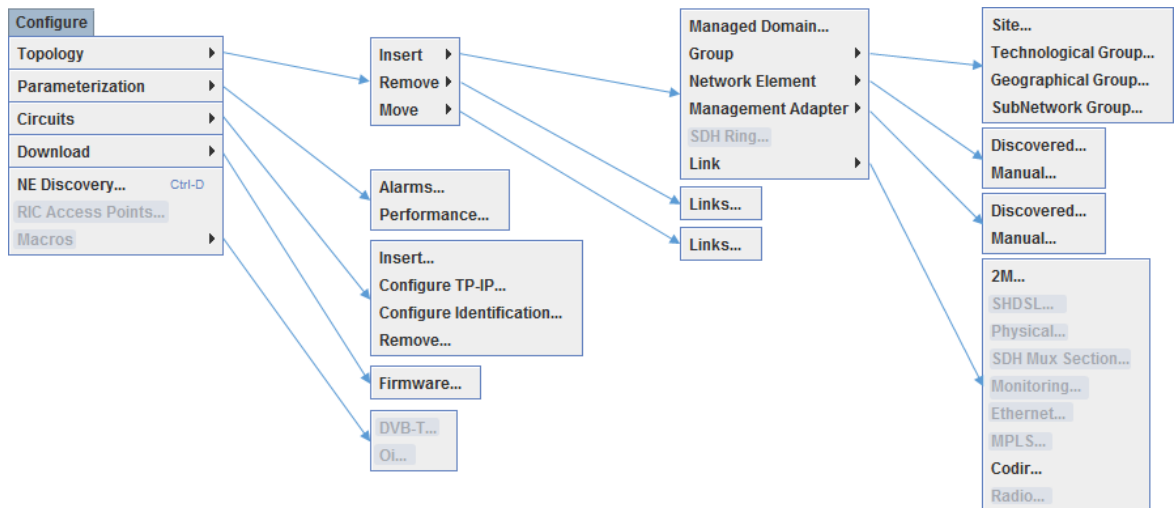 Configure
Topology
Parameterization
Circuits
Download
NE Discovery... Ctrl-D
RIC Access Points...
Macros
Insert
Remove
Move
Alarms...
Performance...
Insert...
Configure TP-IP...
Configure Identification...
Remove...
Firmware...
DVB-T...
Oi...
Managed Domain...
Group
Network Element
Management Adapter
SDH Ring...
Link
Links...
Links...
Site...
Technological Group...
Geographical Group...
SubNetwork Group...
Discovered...
Manual...
Discovered...
Manual...
2M...
SHDSL...
Physical...
SDH Mux Section...
Monitoring...
Ethernet...
MPLS...
Codir...
Radio...